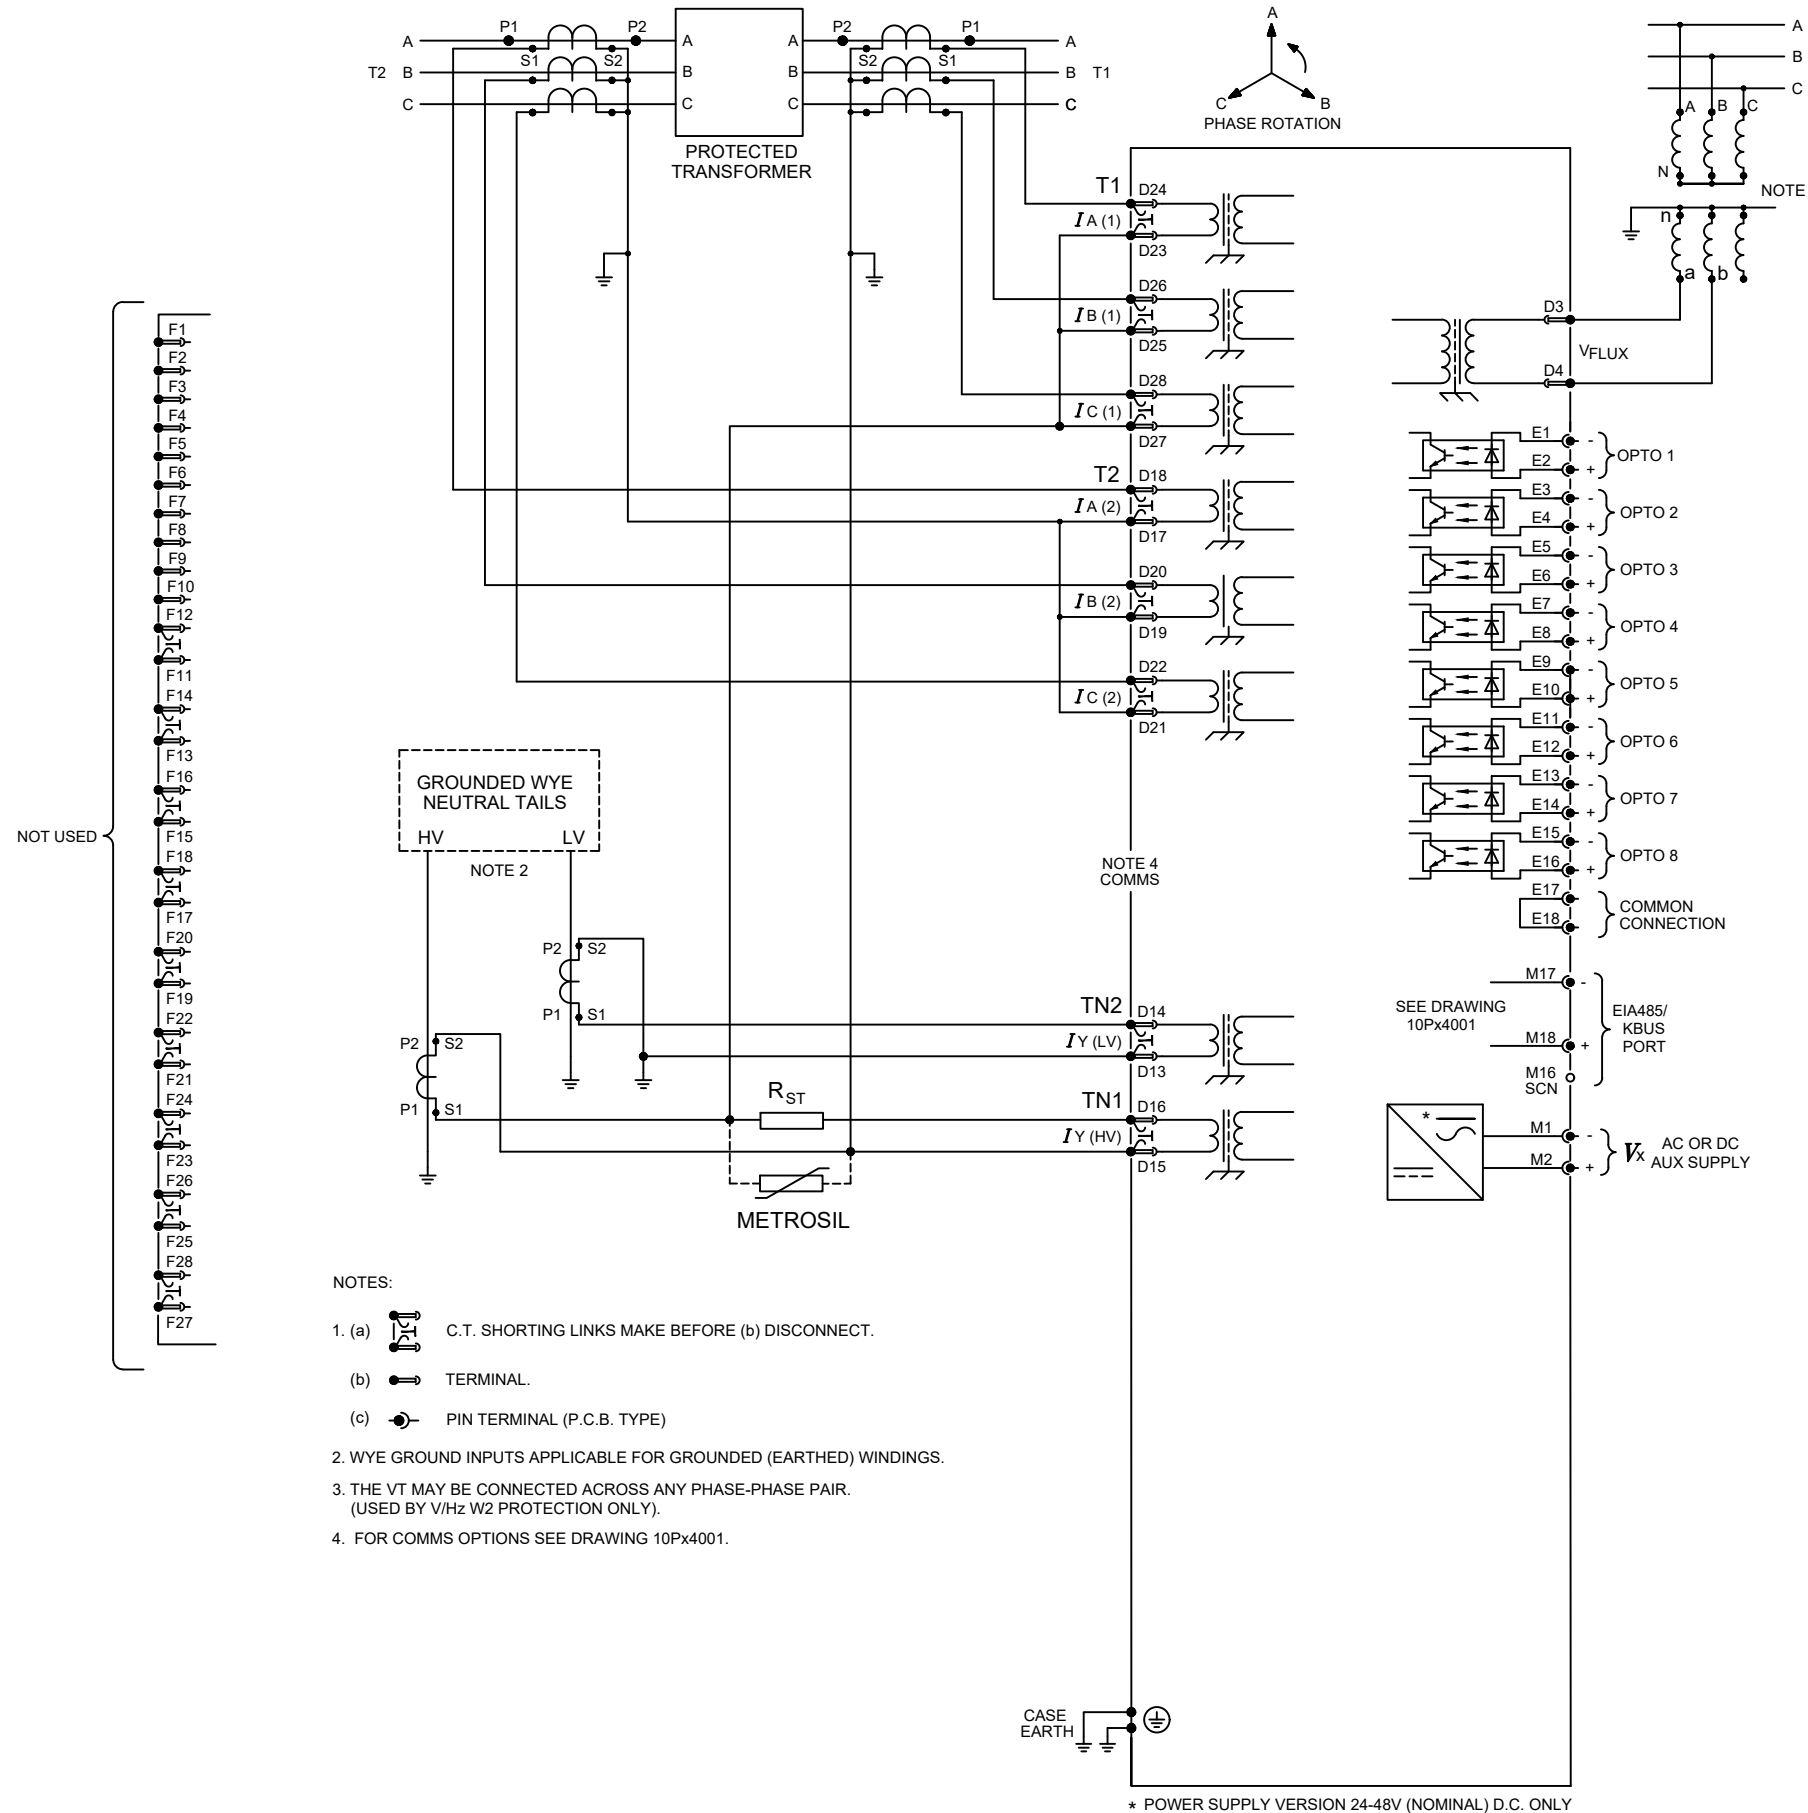 A P1 P2 A
S1 S2
T2 B B
C C
PROTECTED
TRANSFORMER
A P2 P1 A
S2 S1
B B T1
C C
A
C B
PHASE ROTATION
A
B
C
A B C
N
NOTE
n
a b
T1 D24
I A (1)
D23
D26
I B (1)
D25
D28
I C (1)
D27
T2 D18
I A (2)
D17
D20
I B (2)
D19
D22
I C (2)
D21
NOTE 4
COMMS
TN2 D14
I Y (LV)
D13
TN1 D16
I Y (HV)
D15
D3
VFLUX
D4
E1 -
OPTO 1
E2 +
E3 -
OPTO 2
E4 +
E5 -
OPTO 3
E6 +
E7 -
OPTO 4
E8 +
E9 -
OPTO 5
E10 +
E11 -
OPTO 6
E12 +
E13 -
OPTO 7
E14 +
E15 -
OPTO 8
E16 +
E17
COMMON
CONNECTION
E18
M17 -
SEE DRAWING
10Px4001
EIA485/
KBUS
PORT
M18 +
M16
SCN
*
M1 -
Vx AC OR DC
AUX SUPPLY
M2 +
NOT USED
F1
F2
F3
F4
F5
F6
F7
F8
F9
F10
F12
F11
F14
F13
F16
F15
F18
F17
F20
F19
F22
F21
F24
F23
F26
F25
F28
F27
GROUNDED WYE
NEUTRAL TAILS
HV LV
NOTE 2
P2 S2
P1 S1
P2 S2
P1 S1
RST
METROSIL
NOTES:
1. (a) C.T. SHORTING LINKS MAKE BEFORE (b) DISCONNECT.
(b) TERMINAL.
(c) PIN TERMINAL (P.C.B. TYPE)
2. WYE GROUND INPUTS APPLICABLE FOR GROUNDED (EARTHED) WINDINGS.
3. THE VT MAY BE CONNECTED ACROSS ANY PHASE-PHASE PAIR.
(USED BY V/Hz W2 PROTECTION ONLY).
4. FOR COMMS OPTIONS SEE DRAWING 10Px4001.
CASE
EARTH
* POWER SUPPLY VERSION 24-48V (NOMINAL) D.C. ONLY